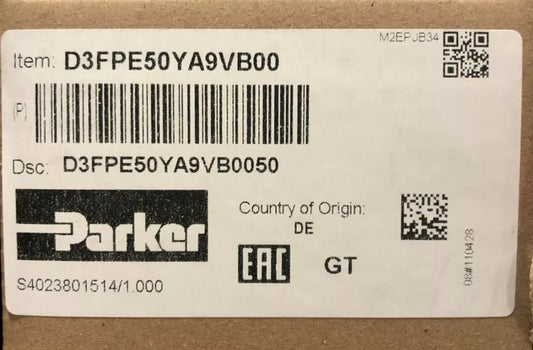 M2EPJB34
Item: D3FPE50YA9VB00
(P)
Dsc: D3FPE50YA9VB0050
Parker
Country of Origin:
DE
EAC
GT
S4023801514/1.000
08#110428